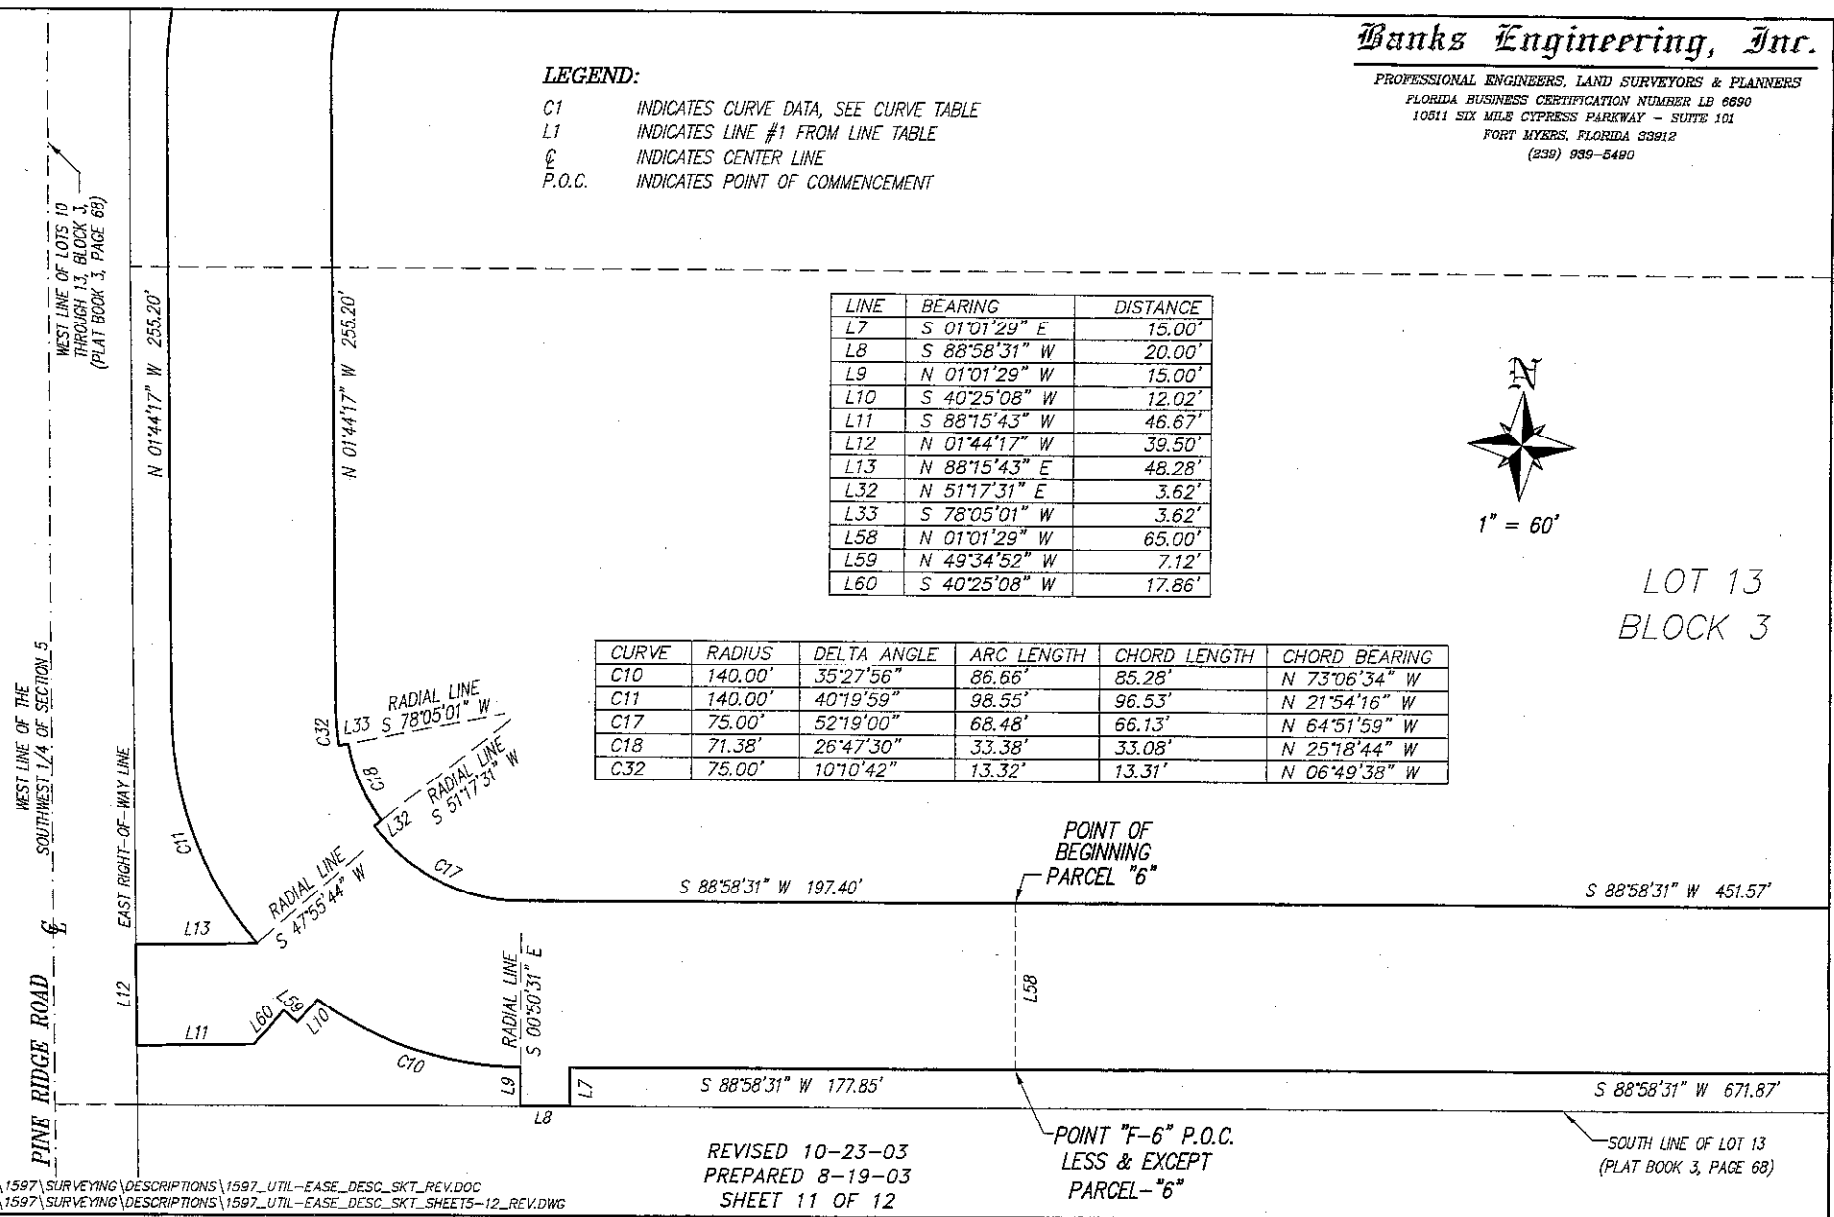 Banks Engineering, Inc.
PROFESSIONAL ENGINEERS, LAND SURVEYORS & PLANNERS
FLORIDA BUSINESS CERTIFICATION NUMBER LB 6690
10511 SIX MILE CYPRESS PARKWAY – SUITE 101
FORT MYERS, FLORIDA 33912
(239) 939–5490
LEGEND:
C1 INDICATES CURVE DATA, SEE CURVE TABLE
L1 INDICATES LINE #1 FROM LINE TABLE
℄ INDICATES CENTER LINE
P.O.C. INDICATES POINT OF COMMENCEMENT
WEST LINE OF LOTS 10
THROUGH 13, BLOCK 3,
(PLAT BOOK 3, PAGE 68)
N 01°44'17" W 255.20'
N 01°44'17" W 255.20'
LINE BEARING DISTANCE
L7 S 01°01'29" E 15.00'
L8 S 88°58'31" W 20.00'
L9 N 01°01'29" W 15.00'
L10 S 40°25'08" W 12.02'
L11 S 88°15'43" W 46.67'
L12 N 01°44'17" W 39.50'
L13 N 88°15'43" E 48.28'
L32 N 51°17'31" E 3.62'
L33 S 78°05'01" W 3.62'
L58 N 01°01'29" W 65.00'
L59 N 49°34'52" W 7.12'
L60 S 40°25'08" W 17.86'
N
1" = 60'
LOT 13
BLOCK 3
CURVE RADIUS DELTA ANGLE ARC LENGTH CHORD LENGTH CHORD BEARING
C10 140.00' 35°27'56" 86.66' 85.28' N 73°06'34" W
C11 140.00' 40°19'59" 98.55' 96.53' N 21°54'16" W
C17 75.00' 52°19'00" 68.48' 66.13' N 64°51'59" W
C18 71.38' 26°47'30" 33.38' 33.08' N 25°18'44" W
C32 75.00' 10°10'42" 13.32' 13.31' N 06°49'38" W
WEST LINE OF THE
SOUTHWEST 1/4 OF SECTION 5
EAST RIGHT–OF–WAY LINE
PINE RIDGE ROAD ℄
C32
L33
RADIAL LINE
S 78°05'01" W
C18
L32
RADIAL LINE
S 51°17'31" W
C11
C17
RADIAL LINE
S 47°55'44" W
L13
L12
L11
L60
L59
L10
C10
RADIAL LINE
S 00°50'31" E
L9
L8
L7
S 88°58'31" W 197.40'
POINT OF
BEGINNING
PARCEL "6"
S 88°58'31" W 451.57'
L58
S 88°58'31" W 177.85'
S 88°58'31" W 671.87'
POINT "F–6" P.O.C.
LESS & EXCEPT
PARCEL–"6"
SOUTH LINE OF LOT 13
(PLAT BOOK 3, PAGE 68)
REVISED 10–23–03
PREPARED 8–19–03
SHEET 11 OF 12
\1597\SURVEYING\DESCRIPTIONS\1597_UTIL–EASE_DESC_SKT_REV.DOC
\1597\SURVEYING\DESCRIPTIONS\1597_UTIL–EASE_DESC_SKT_SHEET5–12_REV.DWG